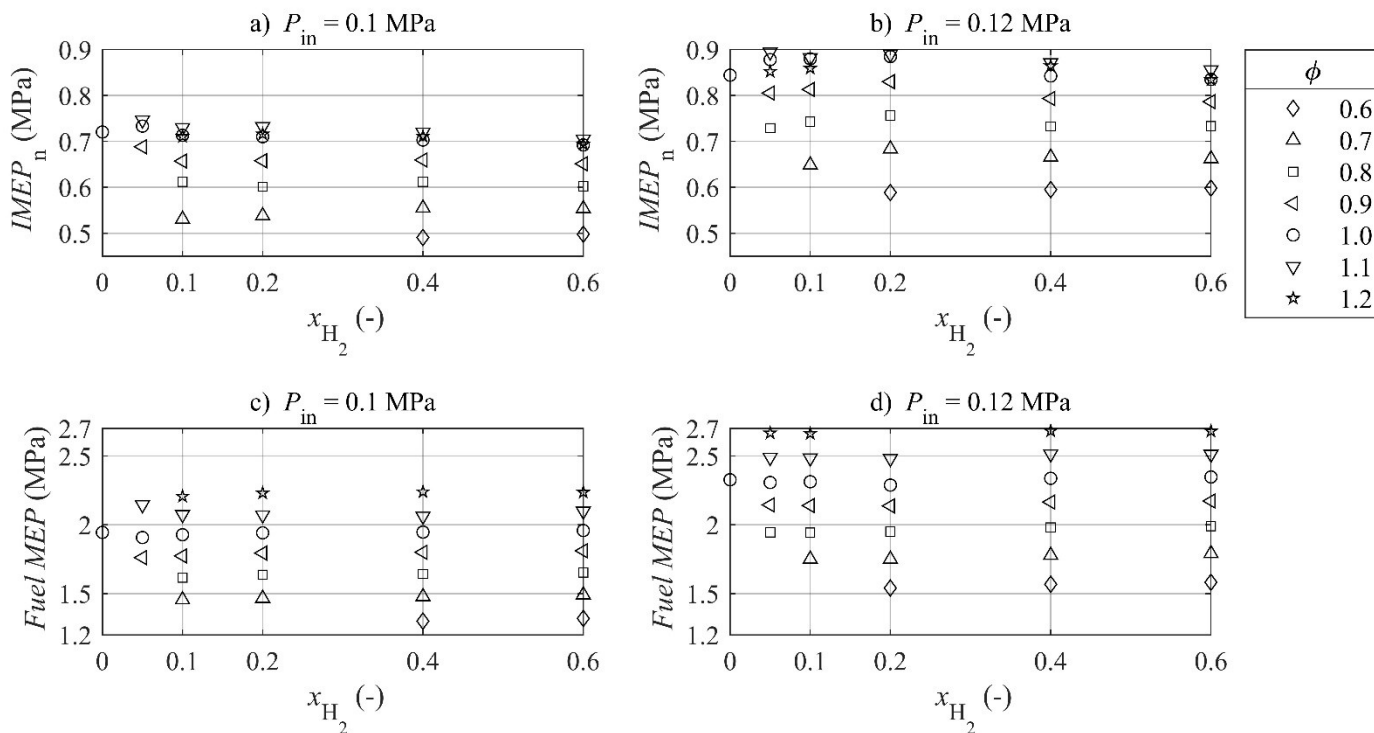 a) P_in = 0.1 MPa
0.9
0.8
0.7
0.6
0.5
IMEP_n (MPa)
0 0.1 0.2 0.4 0.6
x_H_2 (-)
b) P_in = 0.12 MPa
0.9
0.8
0.7
0.6
0.5
IMEP_n (MPa)
0 0.1 0.2 0.4 0.6
x_H_2 (-)
ϕ
0.6
0.7
0.8
0.9
1.0
1.1
1.2
c) P_in = 0.1 MPa
2.7
2.5
2
1.5
1.2
Fuel MEP (MPa)
0 0.1 0.2 0.4 0.6
x_H_2 (-)
d) P_in = 0.12 MPa
2.7
2.5
2
1.5
1.2
Fuel MEP (MPa)
0 0.1 0.2 0.4 0.6
x_H_2 (-)